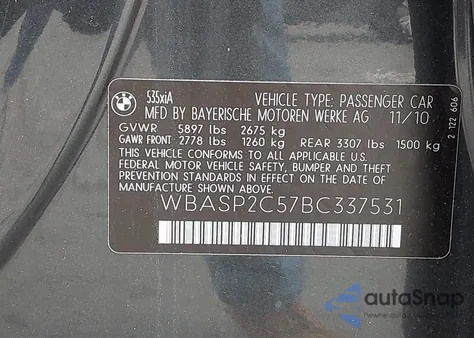 BMW
535xiA
VEHICLE TYPE: PASSENGER CAR
MFD BY BAYERISCHE MOTOREN WERKE AG 11/10
GVWR 5897 lbs 2675 kg
GAWR FRONT 2778 lbs 1260 kg REAR 3307 lbs 1500 kg
THIS VEHICLE CONFORMS TO ALL APPLICABLE U.S.
FEDERAL MOTOR VEHICLE SAFETY, BUMPER AND THEFT
PREVENTION STANDARDS IN EFFECT ON THE DATE OF
MANUFACTURE SHOWN ABOVE.
WBASP2C57BC337531
2 122 606
autoSnap